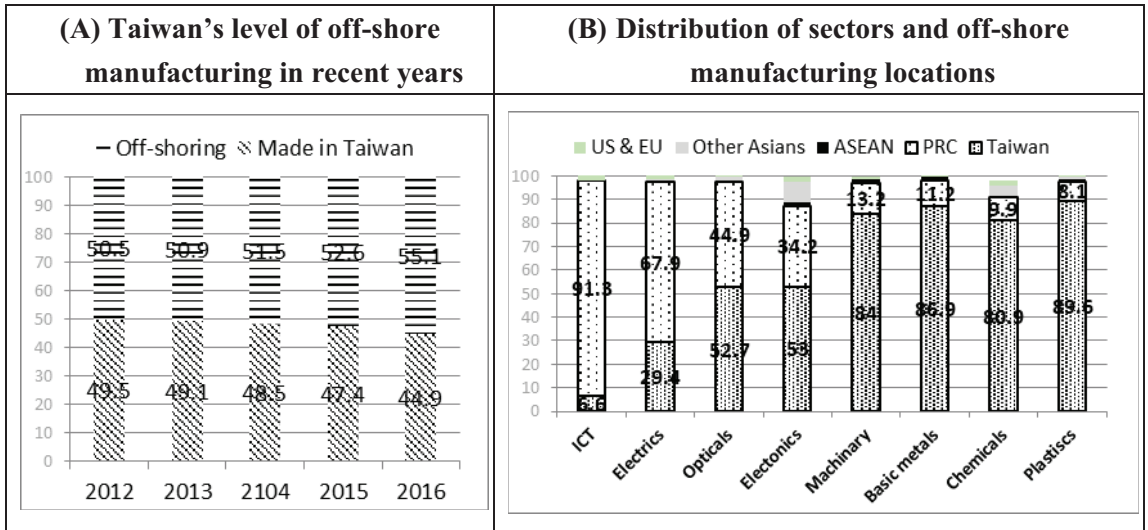 (A) Taiwan’s level of off-shore
manufacturing in recent years
(B) Distribution of sectors and off-shore
manufacturing locations
Off-shoring Made in Taiwan
100
90
80
70
60
50
40
30
20
10
0
50.5 50.9 51.5 52.6 55.1
49.5 49.1 48.5 47.4 44.9
2012 2013 2104 2015 2016
US & EU Other Asians ASEAN PRC Taiwan
100
90
80
70
60
50
40
30
20
10
0
91.3 67.9 44.9 34.2 13.2 11.2 9.9 8.1
6.6 29.4 52.7 53 84 86.9 80.9 89.6
ICT
Electrics
Opticals
Electonics
Machinary
Basic metals
Chemicals
Plastiscs